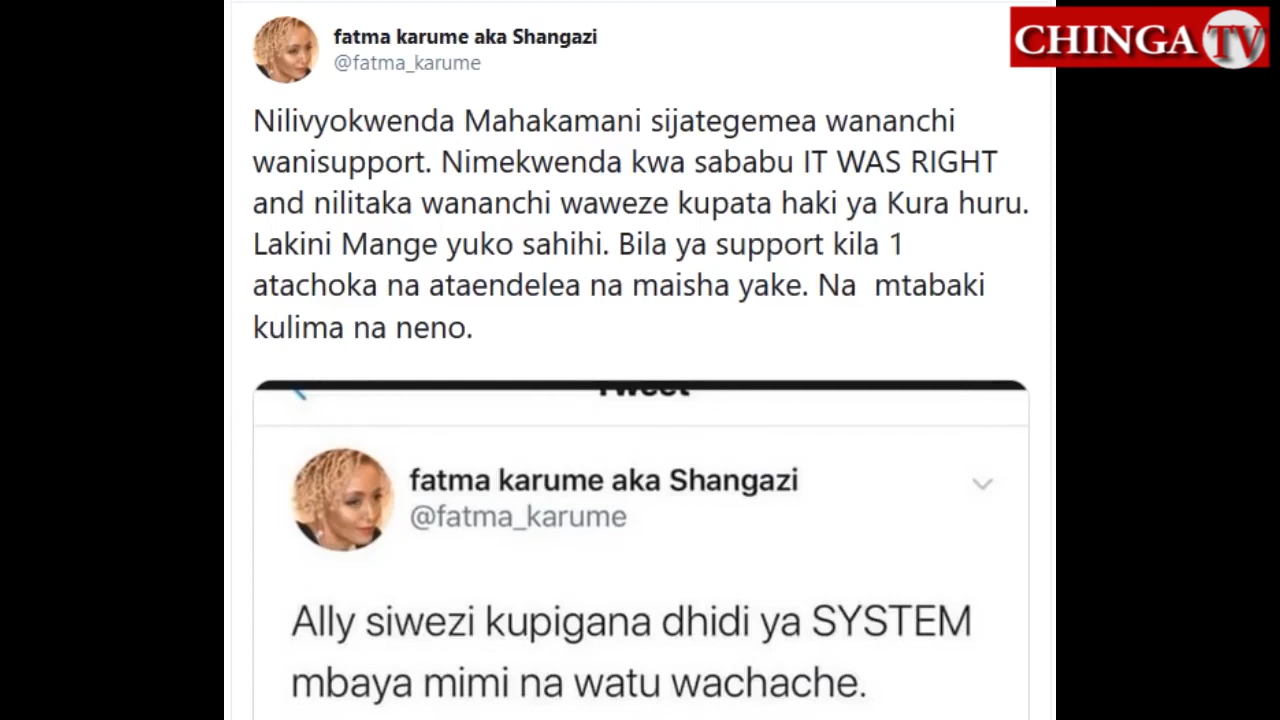 CHINGA TV
fatma karume aka Shangazi
@fatma_karume
Nilivyokwenda Mahakamani sijategemea wananchi
wanisupport. Nimekwenda kwa sababu IT WAS RIGHT
and nilitaka wananchi waweze kupata haki ya Kura huru.
Lakini Mange yuko sahihi. Bila ya support kila 1
atachoka na ataendelea na maisha yake. Na  mtabaki
kulima na neno.
Tweet
fatma karume aka Shangazi
@fatma_karume
Ally siwezi kupigana dhidi ya SYSTEM
mbaya mimi na watu wachache.